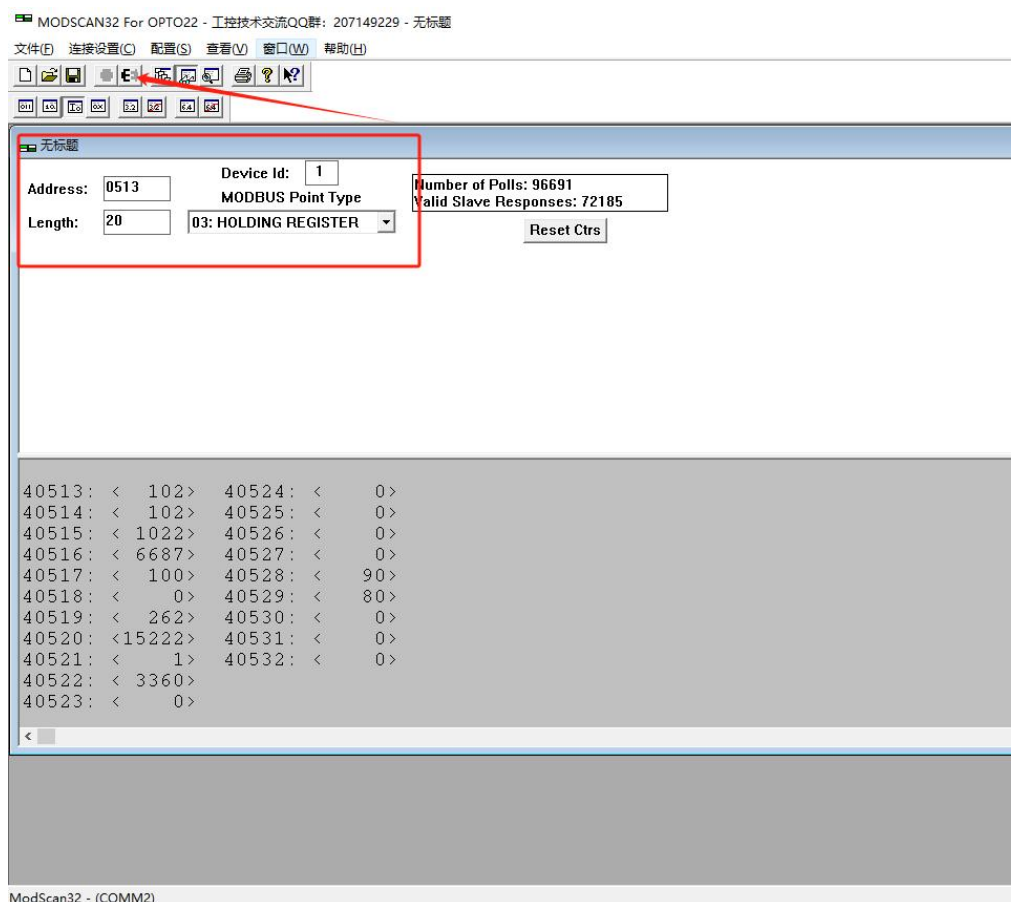 MODSCAN32 For OPTO22 - 工控技术交流QQ群：207149229 - 无标题
文件(F) 连接设置(C) 配置(S) 查看(V) 窗口(W) 帮助(H)
无标题
Address: 0513
Device Id: 1
MODBUS Point Type
Length: 20
03: HOLDING REGISTER
Number of Polls: 96691
Valid Slave Responses: 72185
Reset Ctrs
40513: < 102> 40524: < 0>
40514: < 102> 40525: < 0>
40515: < 1022> 40526: < 0>
40516: < 6687> 40527: < 0>
40517: < 100> 40528: < 90>
40518: < 0> 40529: < 80>
40519: < 262> 40530: < 0>
40520: <15222> 40531: < 0>
40521: < 1> 40532: < 0>
40522: < 3360>
40523: < 0>
ModScan32 - (COMM2)